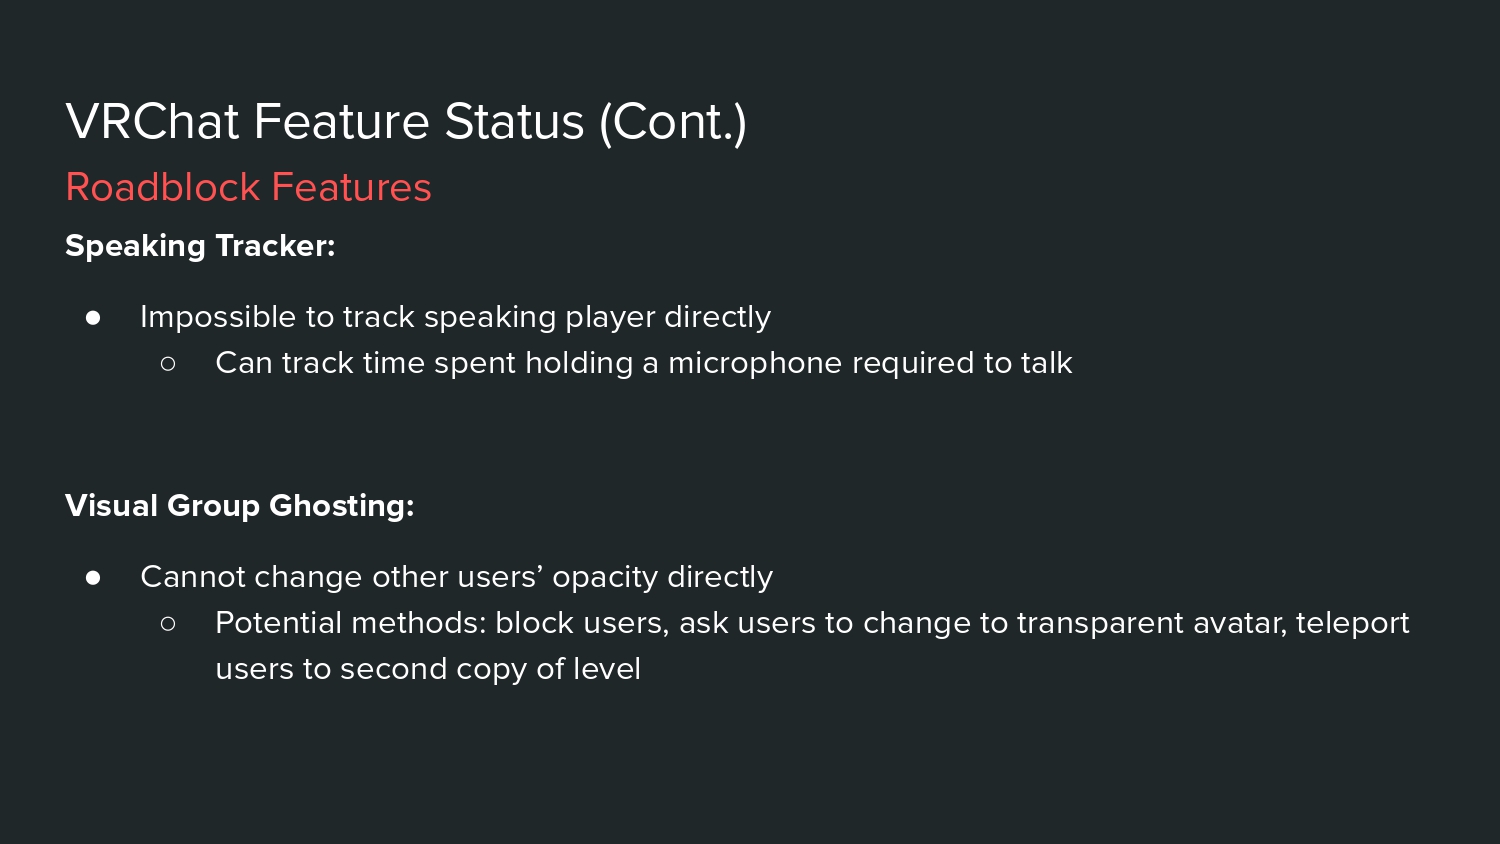 VRChat Feature Status (Cont.)
Roadblock Features
Speaking Tracker:
● Impossible to track speaking player directly
○ Can track time spent holding a microphone required to talk
Visual Group Ghosting:
● Cannot change other users’ opacity directly
○ Potential methods: block users, ask users to change to transparent avatar, teleport
users to second copy of level